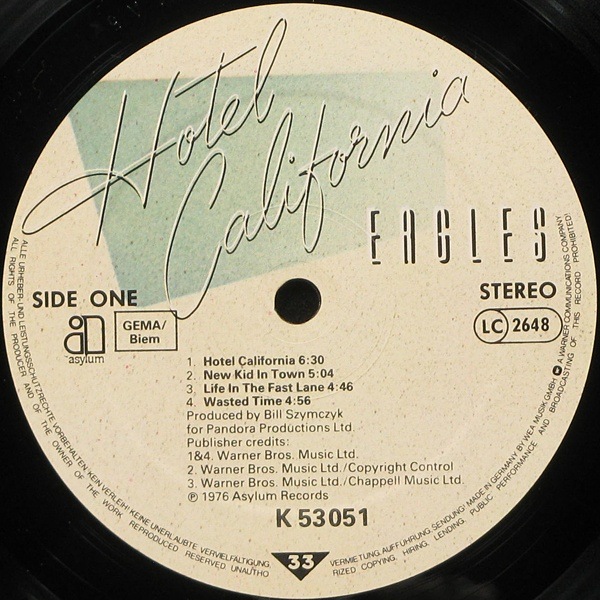 Hotel
California
EAGLES
SIDE ONE
STEREO
asylum
GEMA/
Biem
LC 2648
1. Hotel California 6:30
2. New Kid In Town 5:04
3. Life In The Fast Lane 4:46
4. Wasted Time 4:56
Produced by Bill Szymczyk
for Pandora Productions Ltd.
Publisher credits:
1&4. Warner Bros. Music Ltd.
2. Warner Bros. Music Ltd./Copyright Control
3. Warner Bros. Music Ltd./Chappell Music Ltd.
℗ 1976 Asylum Records
K 53051
33
ALLE URHEBER- UND LEISTUNGSSCHUTZRECHTE VORBEHALTEN. KEIN VERLEIH! KEINE UNERLAUBTE VERVIELFÄLTIGUNG, VERMIETUNG, AUFFÜHRUNG, SENDUNG! MADE IN GERMANY BY WEA MUSIK GMBH A WARNER COMMUNICATIONS COMPANY
ALL RIGHTS OF THE PRODUCER AND OF THE OWNER OF THE WORK REPRODUCED RESERVED UNAUTHORIZED COPYING, HIRING, LENDING, PUBLIC PERFORMANCE AND BROADCASTING OF THIS RECORD PROHIBITED!